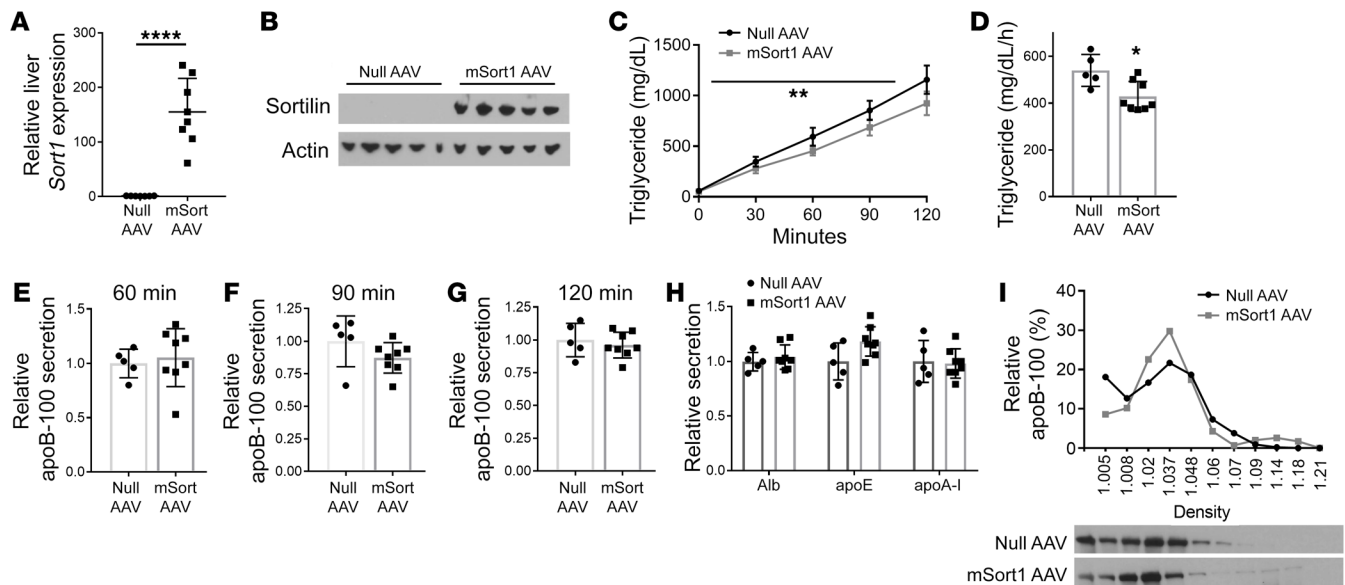 A
Relative liver
Sort1 expression
300
200
100
0
****
Null
AAV
mSort
AAV
B
Null AAV
mSort1 AAV
Sortilin
Actin
C
Null AAV
mSort1 AAV
Triglyceride (mg/dL)
1500
1000
500
0
**
0 30 60 90 120
Minutes
D
Triglyceride (mg/dL/h)
600
400
200
0
*
Null
AAV
mSort
AAV
E
60 min
Relative
apoB-100 secretion
1.5
1.0
0.5
0.0
Null
AAV
mSort
AAV
F
90 min
Relative
apoB-100 secretion
1.25
1.00
0.75
0.50
0.25
0.00
Null
AAV
mSort
AAV
G
120 min
Relative
apoB-100 secretion
1.25
1.00
0.75
0.50
0.25
0.00
Null
AAV
mSort
AAV
H
Null AAV
mSort1 AAV
Relative secretion
1.5
1.0
0.5
0.0
Alb apoE apoA-I
I
Null AAV
mSort1 AAV
Relative
apoB-100 (%)
40
30
20
10
0
1.005 1.008 1.02 1.037 1.048 1.06 1.07 1.09 1.14 1.18 1.21
Density
Null AAV
mSort1 AAV